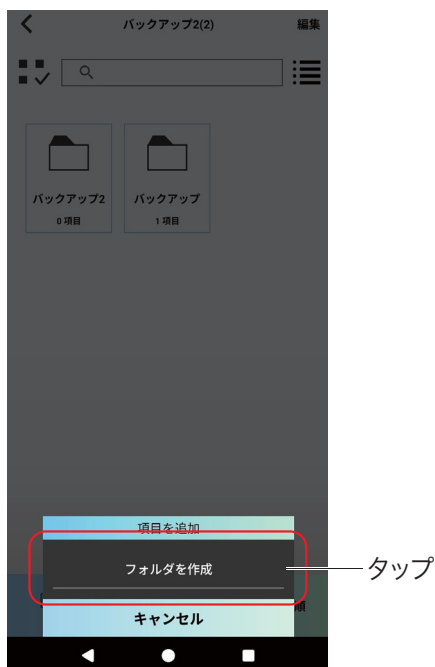 バックアップ2(2)
編集
バックアップ2
バックアップ
0 項目
1 項目
項目を追加
フォルダを作成
タップ
順
キャンセル